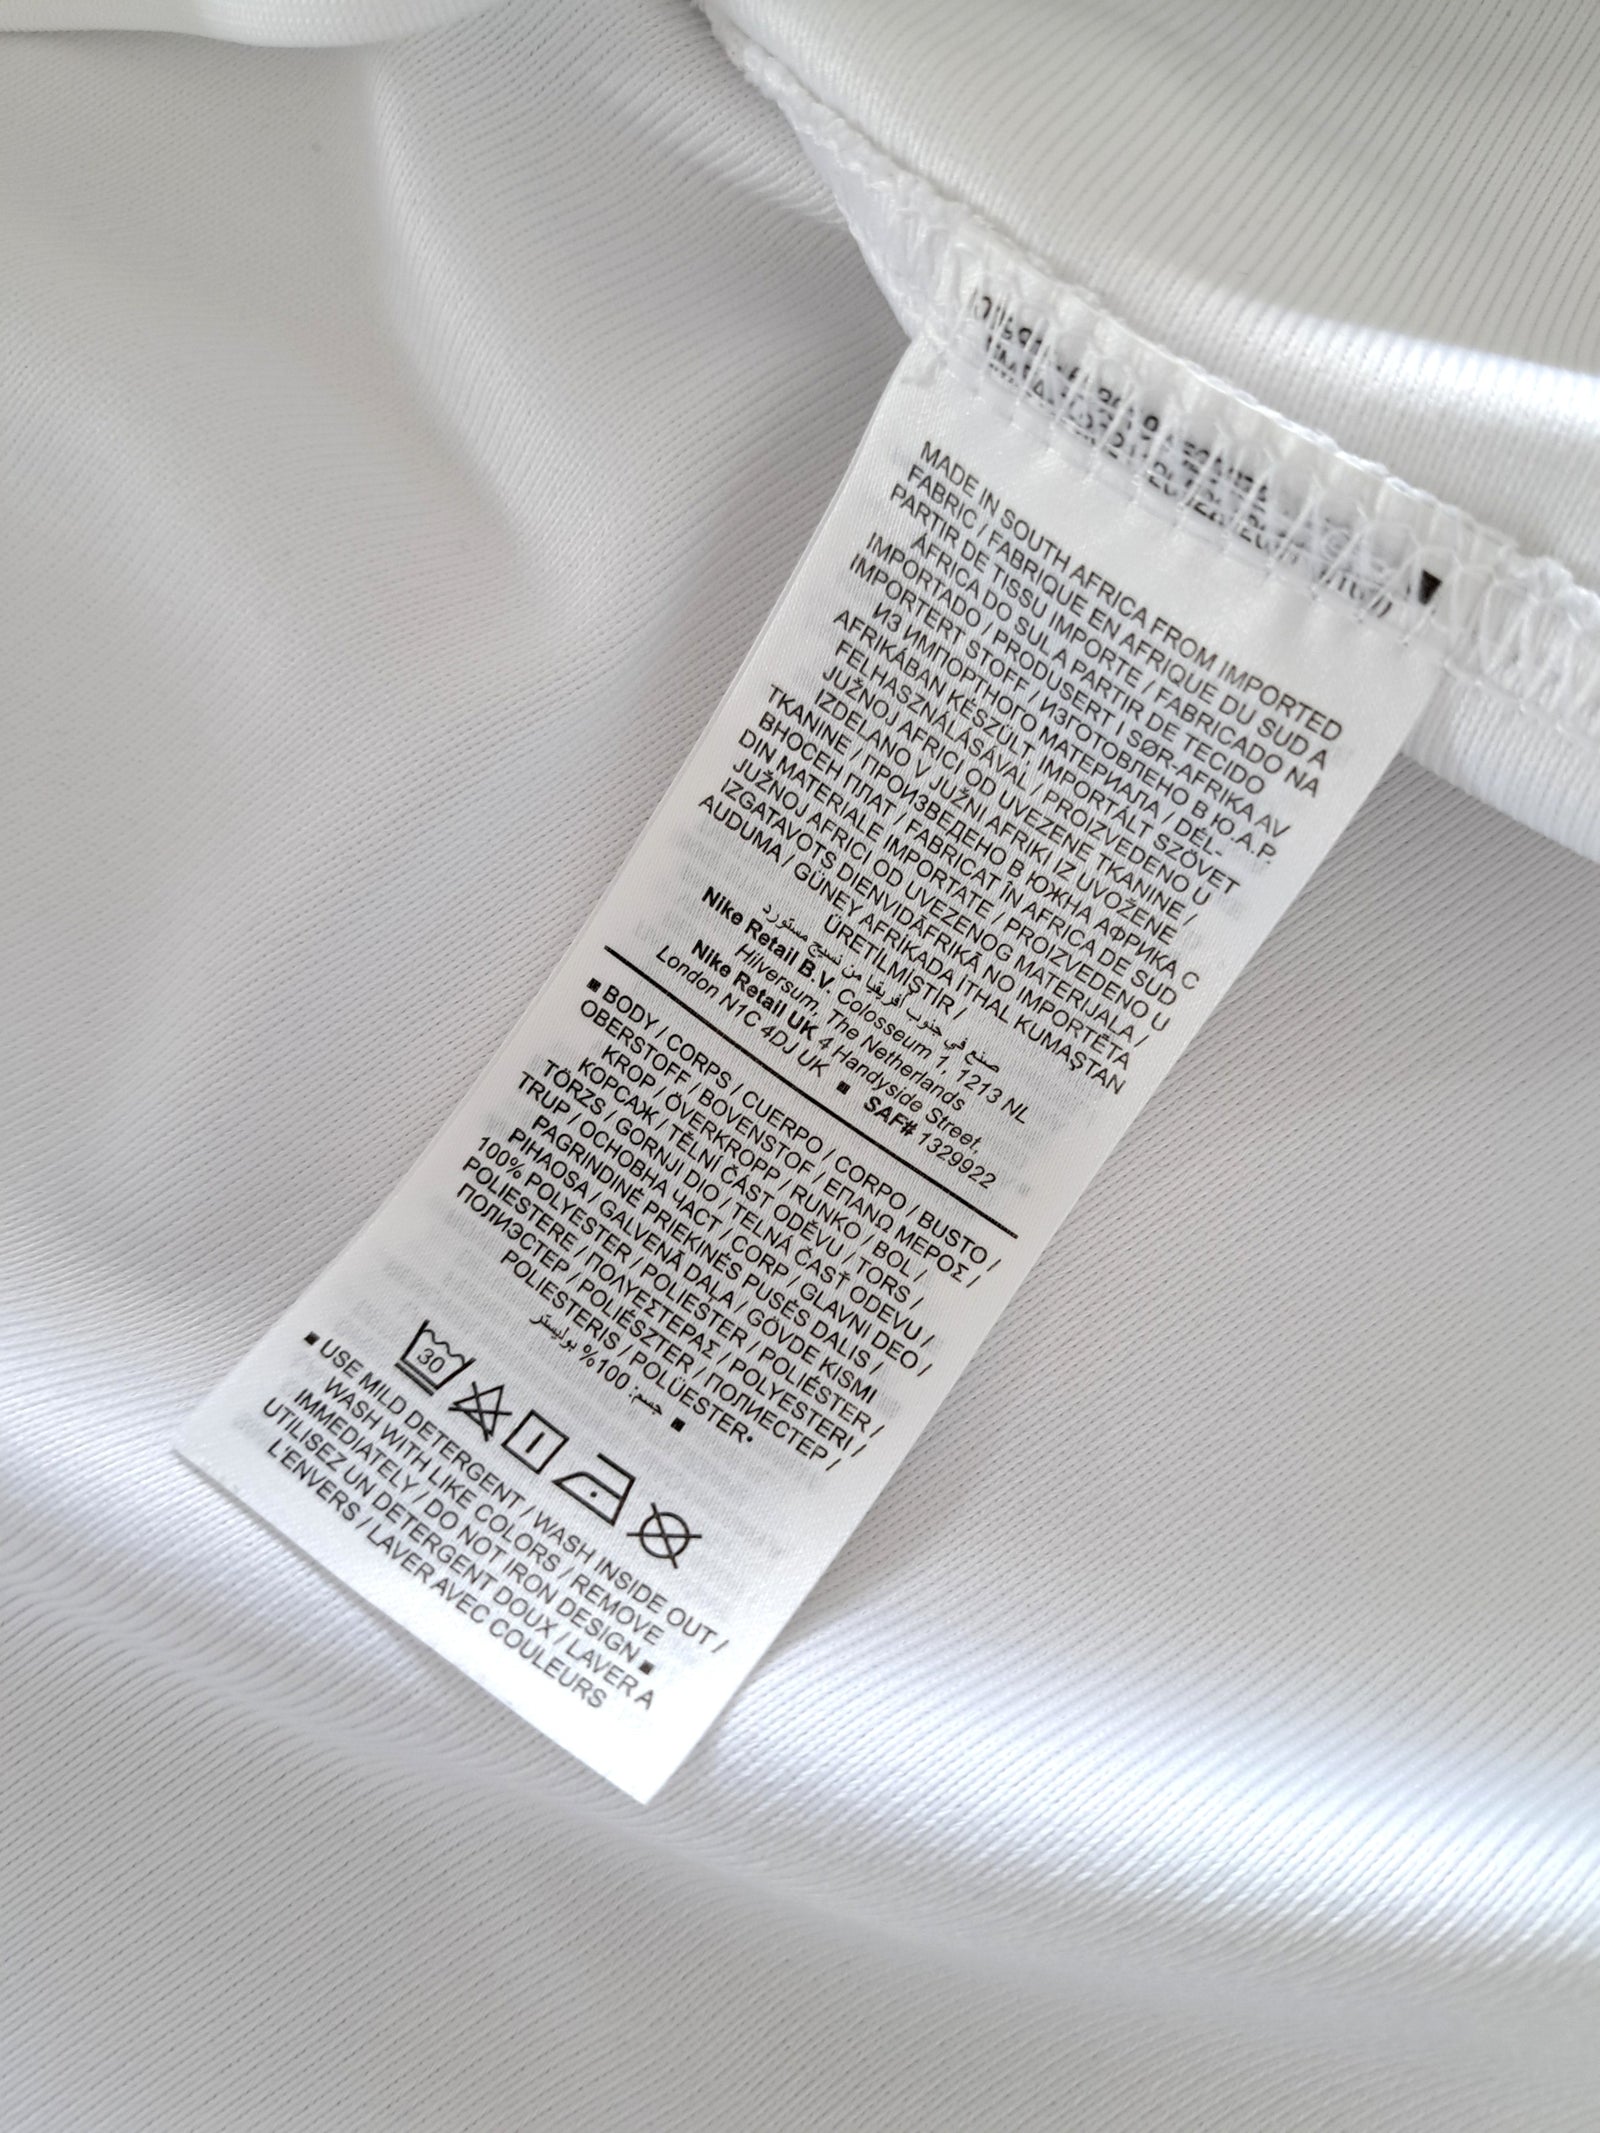 MADE IN SOUTH AFRICA FROM IMPORTED
FABRIC / FABRIQUE EN AFRIQUE DU SUD A
PARTIR DE TISSU IMPORTE / FABRICADO NA
ÁFRICA DO SUL A PARTIR DE TECIDO
IMPORTADO / PRODUSERT I SØR-AFRIKA AV
IMPORTERT STOFF / ИЗГОТОВЛЕНО В Ю.А.Р.
ИЗ ИМПОРТНОГО МАТЕРИАЛА / DÉL-
AFRIKÁBAN KÉSZÜLT, IMPORTÁLT SZÖVET
FELHASZNÁLÁSÁVAL / PROIZVEDENO U
JUŽNOJ AFRICI OD UVEZENE TKANINE /
IZDELANO V JUŽNI AFRIKI IZ UVOŽENE
TKANINE / ПРОИЗВЕДЕНО В ЮЖНА АФРИКА С
ВНОСЕН ПЛАТ / FABRICAT ÎN AFRICA DE SUD
DIN MATERIALE IMPORTATE / PROIZVEDENO U
JUŽNOJ AFRICI OD UVEZENOG MATERIJALA /
IZGATAVOTS DIENVIDĀFRIKĀ NO IMPORTĒTA
AUDUMA / GÜNEY AFRİKADA İTHAL KUMAŞTAN
ÜRETİLMİŞTİR /
صنع في جنوب أفريقيا من نسيج مستورد
Nike Retail B.V. Colosseum 1, 1213 NL
Hilversum, The Netherlands
Nike Retail UK 4 Handyside Street,
London N1C 4DJ UK ■ SAF# 1329922
■ BODY / CORPS / CUERPO / CORPO / BUSTO /
OBERSTOFF / BOVENSTOF / ΕΠΑΝΩ ΜΕΡΟΣ /
KROP / ÖVERKROPP / RUNKO / BOL /
КОРСАЖ / TĚLNÍ ČÁST ODĚVU / TORS /
TÖRZS / GORNJI DIO / TELNÁ ČASŤ ODEVU /
TRUP / ОСНОВНА ЧАСТ / CORP / GLAVNI DEO /
PAGRINDINĖ PRIEKINĖS PUSĖS DALIS /
PIHAOSA / GALVENĀ DAĻA / GÖVDE KISMI
100% POLYESTER / POLIESTER / POLIÉSTER /
POLIESTERE / ΠΟΛΥΕΣΤΕΡΑΣ / POLYESTERI /
ПОЛИЭСТЕР / POLIÉSZTER / ПОЛИЕСТЕР /
POLIESTERIS / POLÜESTER•
جسم: 100% بوليستر ■
30
■ USE MILD DETERGENT / WASH INSIDE OUT /
WASH WITH LIKE COLORS / REMOVE
IMMEDIATELY / DO NOT IRON DESIGN ■
UTILISEZ UN DETERGENT DOUX / LAVER A
L'ENVERS / LAVER AVEC COULEURS